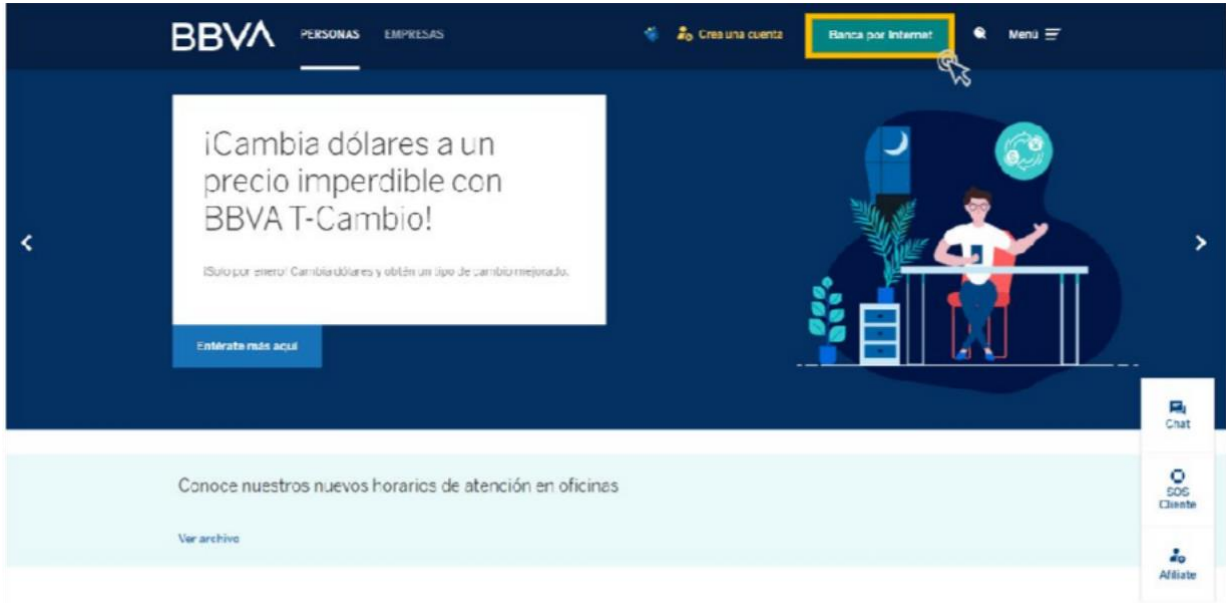 BBVA PERSONAS EMPRESAS Crea una cuenta Banca por Internet Menú
¡Cambia dólares a un
precio imperdible con
BBVA T-Cambio!
¡Solo por enero! Cambia dólares y obtén un tipo de cambio mejorado.
Entérate más aquí
Chat
SOS
Cliente
Afíliate
Conoce nuestros nuevos horarios de atención en oficinas
Ver archivo